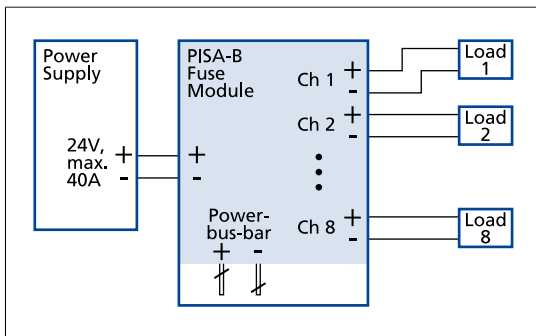 Power
Supply
24V,
max.
40A
+
-
PISA-B
Fuse
Module
+
-
Power-
bus-bar
+ -
Ch 1
+
-
Ch 2
+
-
Ch 8
+
-
Load
1
Load
2
Load
8